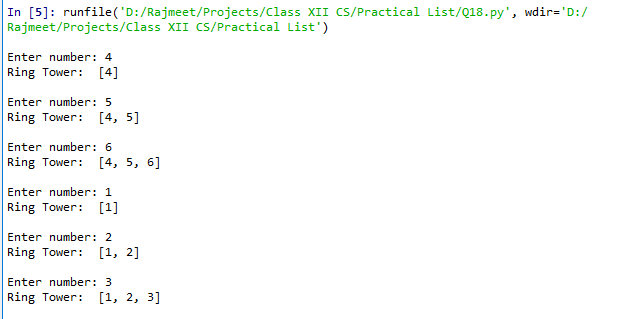 In [5]: runfile('D:/Rajmeet/Projects/Class XII CS/Practical List/Q18.py', wdir='D:/
Rajmeet/Projects/Class XII CS/Practical List')
Enter number: 4
Ring Tower:  [4]
Enter number: 5
Ring Tower:  [4, 5]
Enter number: 6
Ring Tower:  [4, 5, 6]
Enter number: 1
Ring Tower:  [1]
Enter number: 2
Ring Tower:  [1, 2]
Enter number: 3
Ring Tower:  [1, 2, 3]